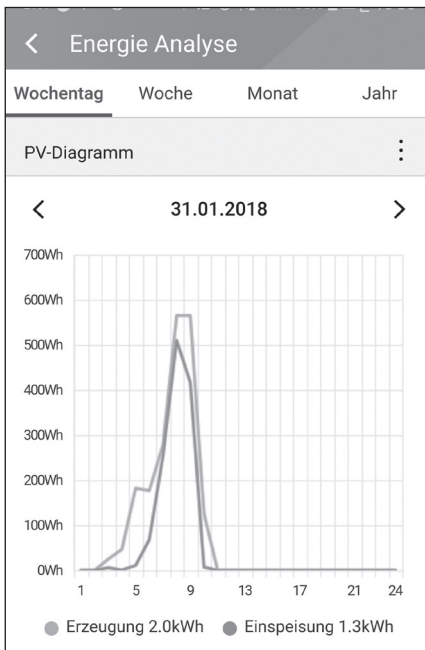 Energie Analyse
Wochentag Woche Monat Jahr
PV-Diagramm
31.01.2018
700Wh
600Wh
500Wh
400Wh
300Wh
200Wh
100Wh
0Wh
1 5 9 13 17 21 24
Erzeugung 2.0kWh Einspeisung 1.3kWh